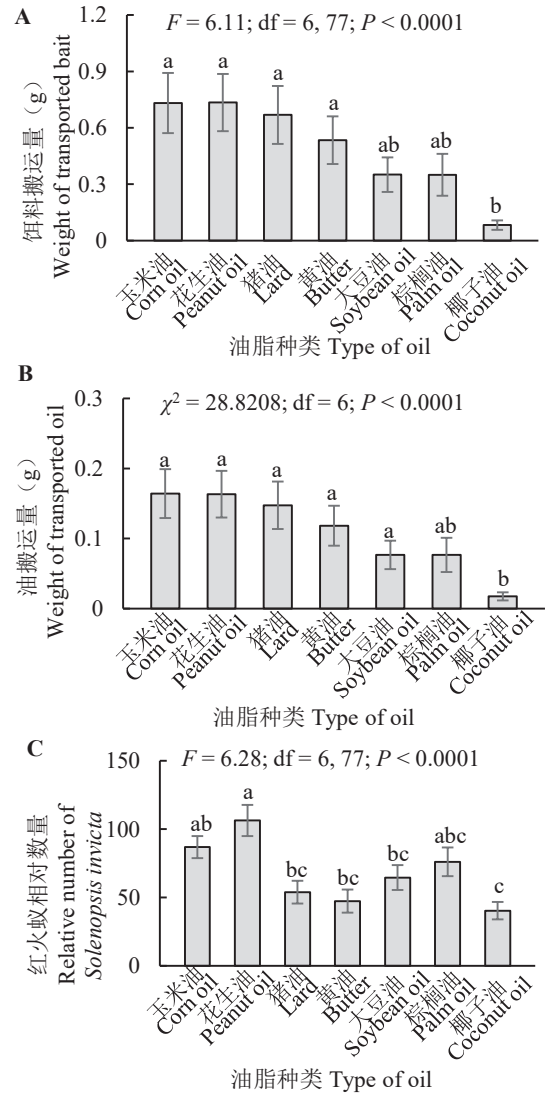 A
F = 6.11; df = 6, 77; P < 0.0001
饵料搬运量（g）
Weight of transported bait
1.2
0.9
0.6
0.3
0
a
a
a
a
ab
ab
b
玉米油
Corn oil
花生油
Peanut oil
猪油
Lard
黄油
Butter
大豆油
Soybean oil
棕榈油
Palm oil
椰子油
Coconut oil
油脂种类 Type of oil
B
χ² = 28.8208; df = 6; P < 0.0001
油搬运量（g）
Weight of transported oil
0.3
0.2
0.1
0
a
a
a
a
a
ab
b
玉米油
Corn oil
花生油
Peanut oil
猪油
Lard
黄油
Butter
大豆油
Soybean oil
棕榈油
Palm oil
椰子油
Coconut oil
油脂种类 Type of oil
C
F = 6.28; df = 6, 77; P < 0.0001
红火蚁相对数量
Relative number of
Solenopsis invicta
150
100
50
0
ab
a
bc
bc
bc
abc
c
玉米油
Corn oil
花生油
Peanut oil
猪油
Lard
黄油
Butter
大豆油
Soybean oil
棕榈油
Palm oil
椰子油
Coconut oil
油脂种类 Type of oil